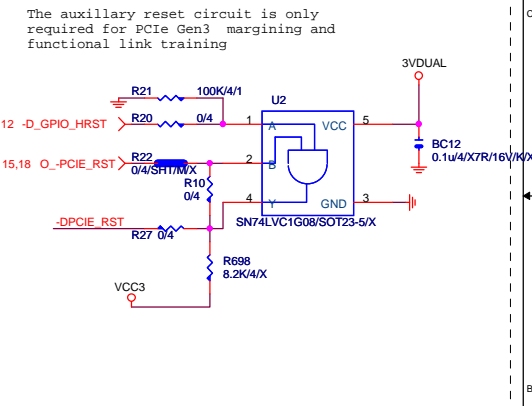 The auxillary reset circuit is only
required for PCIe Gen3 margining and
functional link training
3VDUAL
R21 100K/4/1
U2
12 -D_GPIO_HRST R20 0/4 1 A VCC 5
BC12
0.1u/4/X7R/16V/K/X
15,18 O_-PCIE_RST R22 2 B
0/4/SHT/M/X
R10
0/4
4 Y GND 3
-DPCIE_RST
R27 0/4
SN74LVC1G08/SOT23-5/X
R698
8.2K/4/X
VCC3
B